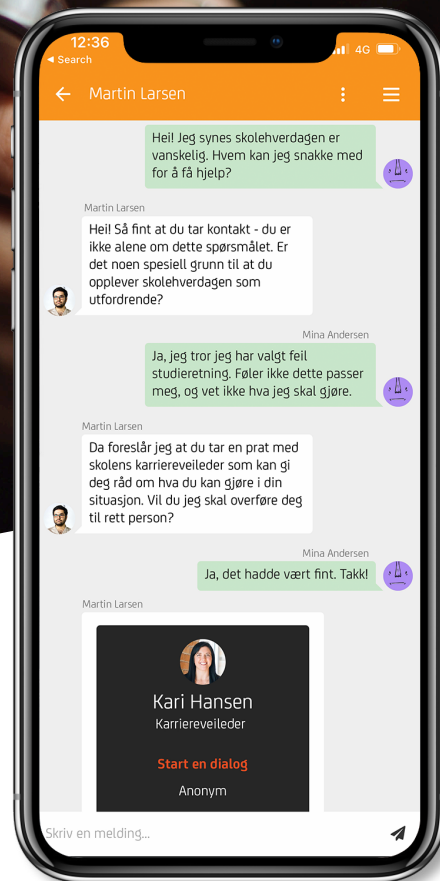 12:36
4G
Search
Martin Larsen
Hei! Jeg synes skolehverdagen er
vanskelig. Hvem kan jeg snakke med
for å få hjelp?
Martin Larsen
Hei! Så fint at du tar kontakt - du er
ikke alene om dette spørsmålet. Er
det noen spesiell grunn til at du
opplever skolehverdagen som
utfordrende?
Mina Andersen
Ja, jeg tror jeg har valgt feil
studieretning. Føler ikke dette passer
meg, og vet ikke hva jeg skal gjøre.
Martin Larsen
Da foreslår jeg at du tar en prat med
skolens karriereveileder som kan gi
deg råd om hva du kan gjøre i din
situasjon. Vil du jeg skal overføre deg
til rett person?
Mina Andersen
Ja, det hadde vært fint. Takk!
Martin Larsen
Kari Hansen
Karriereveileder
Start en dialog
Anonym
Skriv en melding...